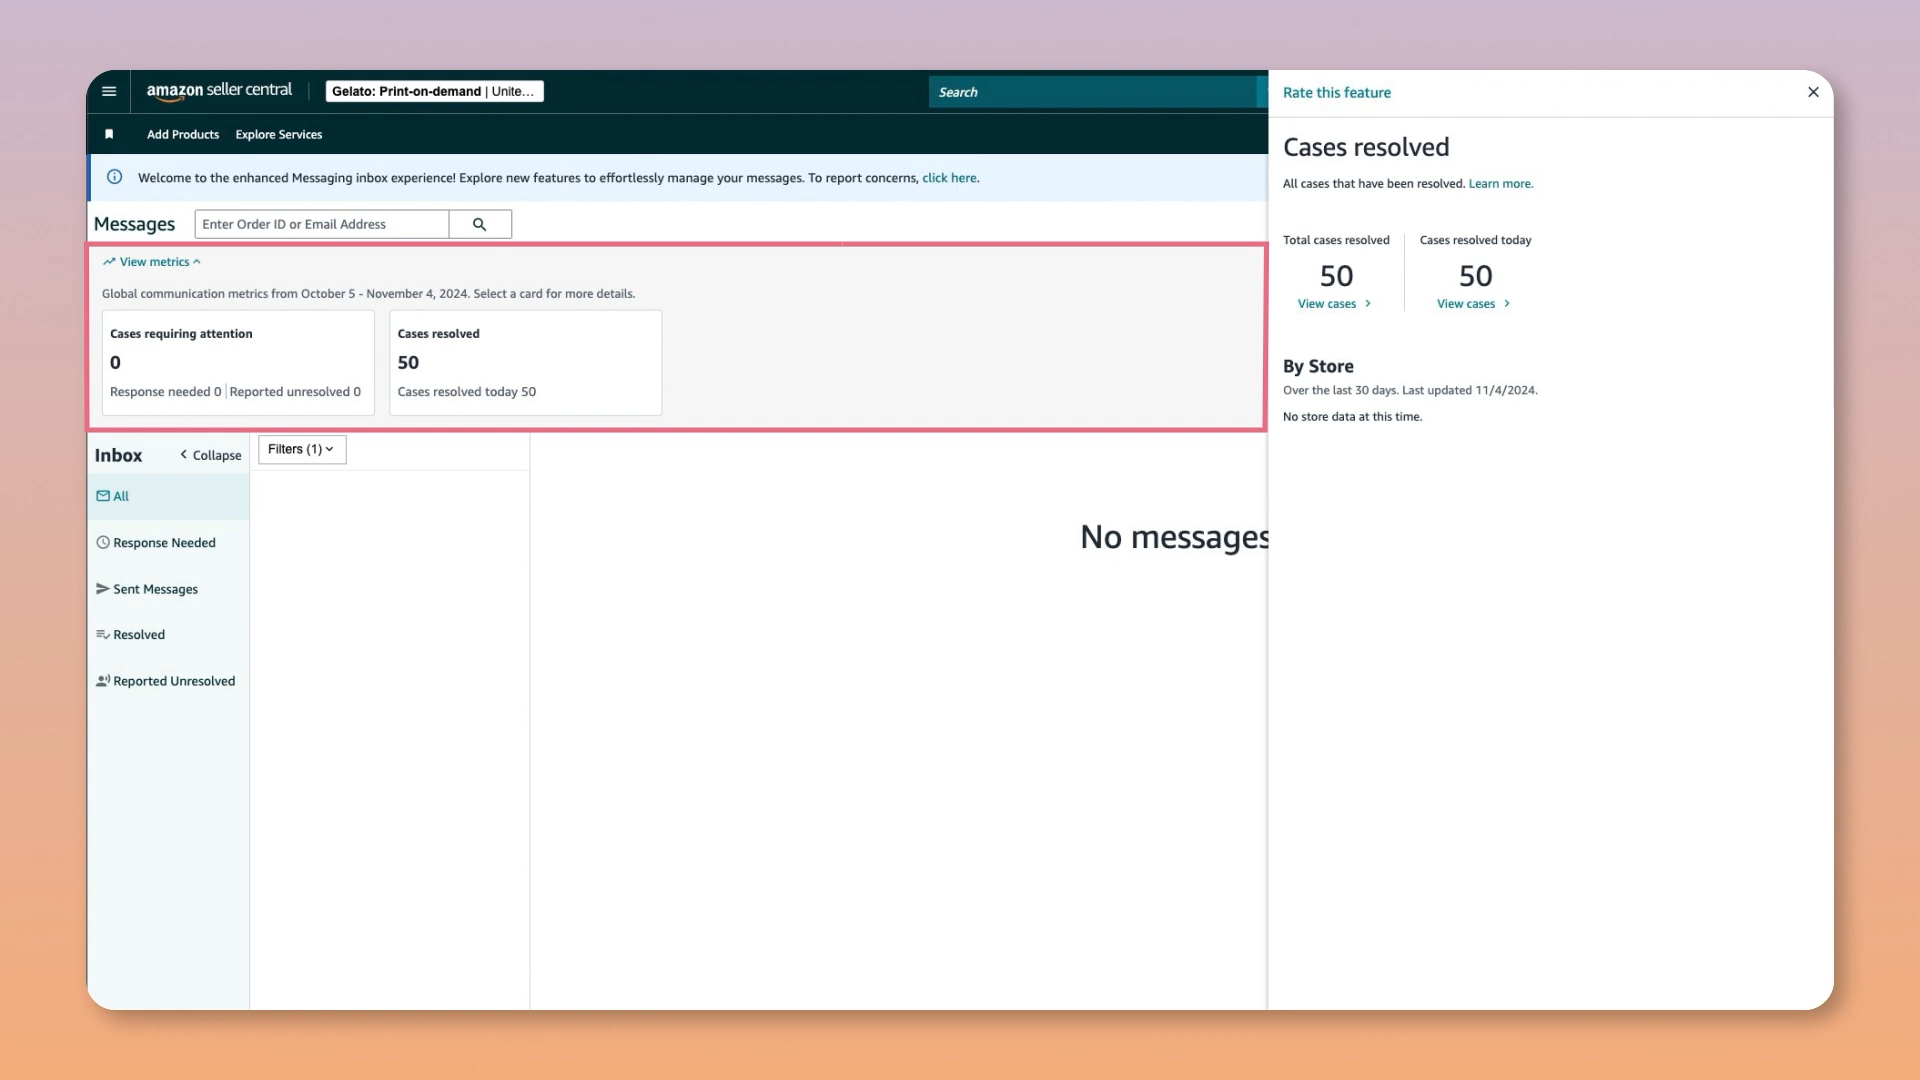 amazon seller central
Gelato: Print-on-demand | Unite...
Search
Add Products
Explore Services
Welcome to the enhanced Messaging inbox experience! Explore new features to effortlessly manage your messages. To report concerns, click here.
Messages
Enter Order ID or Email Address
View metrics
Global communication metrics from October 5 - November 4, 2024. Select a card for more details.
Cases requiring attention
0
Response needed 0 | Reported unresolved 0
Cases resolved
50
Cases resolved today 50
Inbox
Collapse
Filters (1)
All
Response Needed
Sent Messages
Resolved
Reported Unresolved
No messages
Rate this feature
Cases resolved
All cases that have been resolved. Learn more.
Total cases resolved
50
View cases
Cases resolved today
50
View cases
By Store
Over the last 30 days. Last updated 11/4/2024.
No store data at this time.